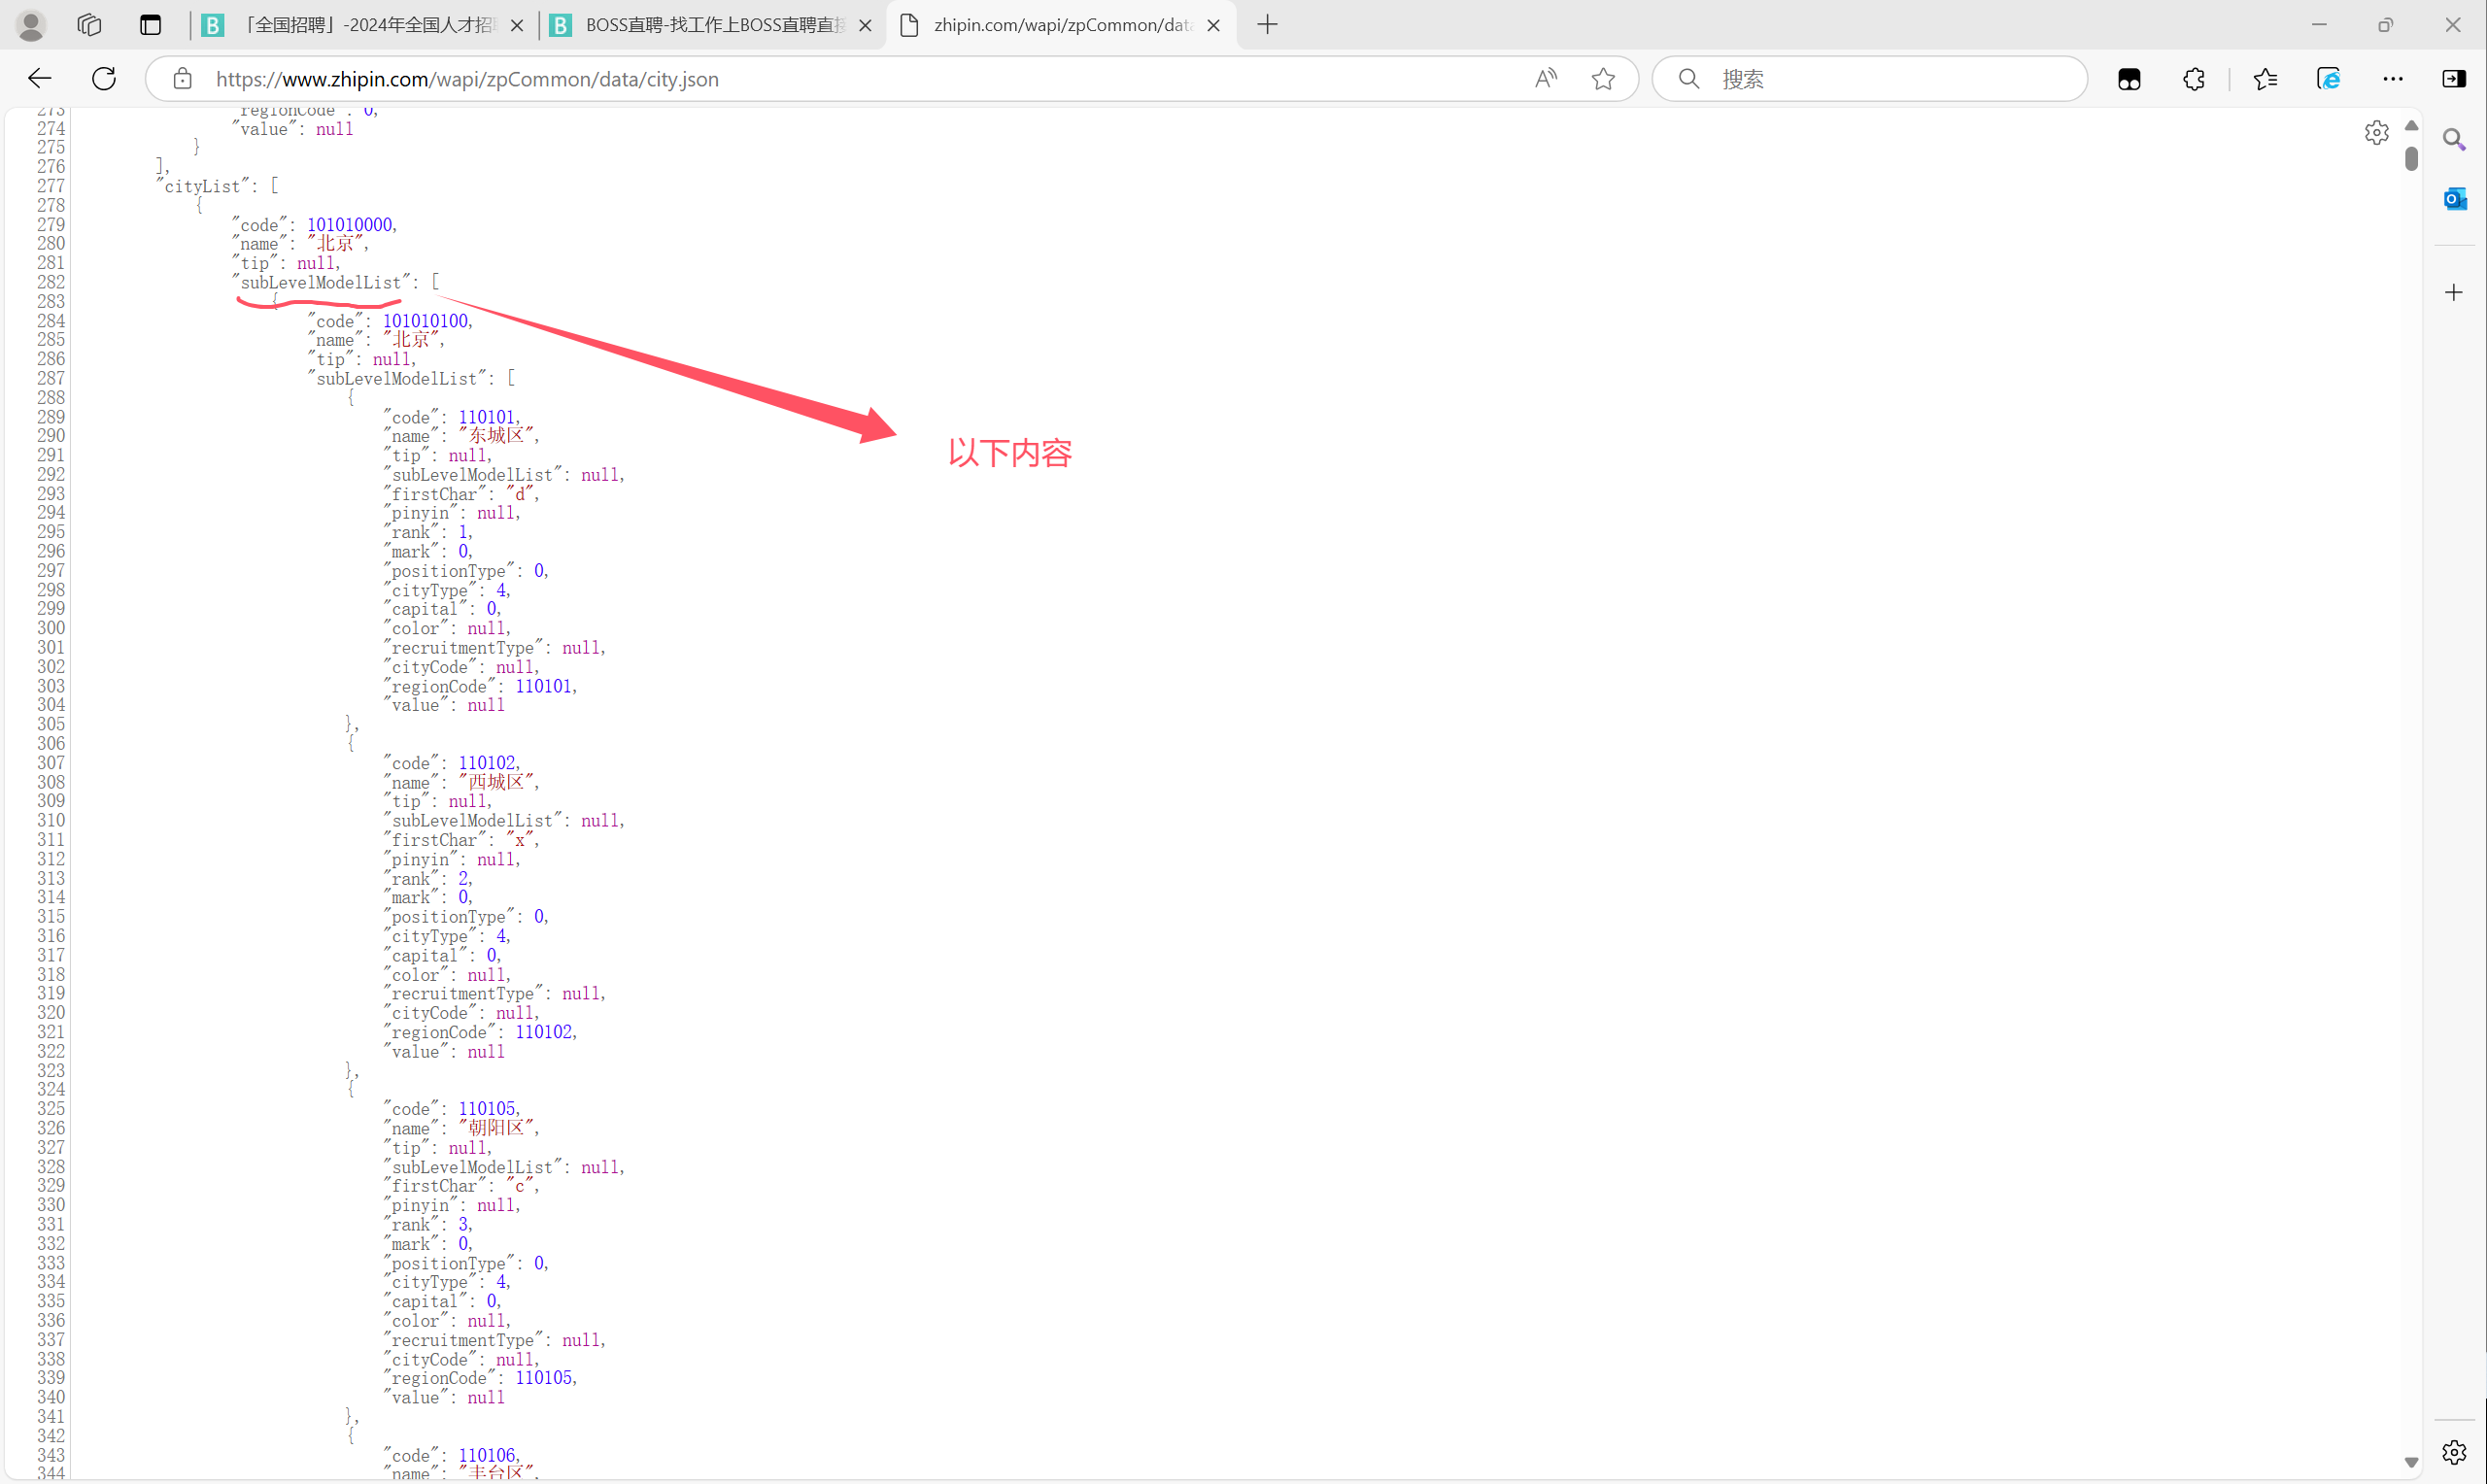 「全国招聘」-2024年全国人才招
BOSS直聘-找工作上BOSS直聘直接
zhipin.com/wapi/zpCommon/data
https://www.zhipin.com/wapi/zpCommon/data/city.json
搜索
273 "regionCode": 0,
274 "value": null
275 }
276 ],
277 "cityList": [
278 {
279 "code": 101010000,
280 "name": "北京",
281 "tip": null,
282 "subLevelModelList": [
283 {
284 "code": 101010100,
285 "name": "北京",
286 "tip": null,
287 "subLevelModelList": [
288 {
289 "code": 110101,
290 "name": "东城区",
291 "tip": null,
292 "subLevelModelList": null,
293 "firstChar": "d",
294 "pinyin": null,
295 "rank": 1,
296 "mark": 0,
297 "positionType": 0,
298 "cityType": 4,
299 "capital": 0,
300 "color": null,
301 "recruitmentType": null,
302 "cityCode": null,
303 "regionCode": 110101,
304 "value": null
305 },
306 {
307 "code": 110102,
308 "name": "西城区",
309 "tip": null,
310 "subLevelModelList": null,
311 "firstChar": "x",
312 "pinyin": null,
313 "rank": 2,
314 "mark": 0,
315 "positionType": 0,
316 "cityType": 4,
317 "capital": 0,
318 "color": null,
319 "recruitmentType": null,
320 "cityCode": null,
321 "regionCode": 110102,
322 "value": null
323 },
324 {
325 "code": 110105,
326 "name": "朝阳区",
327 "tip": null,
328 "subLevelModelList": null,
329 "firstChar": "c",
330 "pinyin": null,
331 "rank": 3,
332 "mark": 0,
333 "positionType": 0,
334 "cityType": 4,
335 "capital": 0,
336 "color": null,
337 "recruitmentType": null,
338 "cityCode": null,
339 "regionCode": 110105,
340 "value": null
341 },
342 {
343 "code": 110106,
344 "name": "丰台区",
以下内容